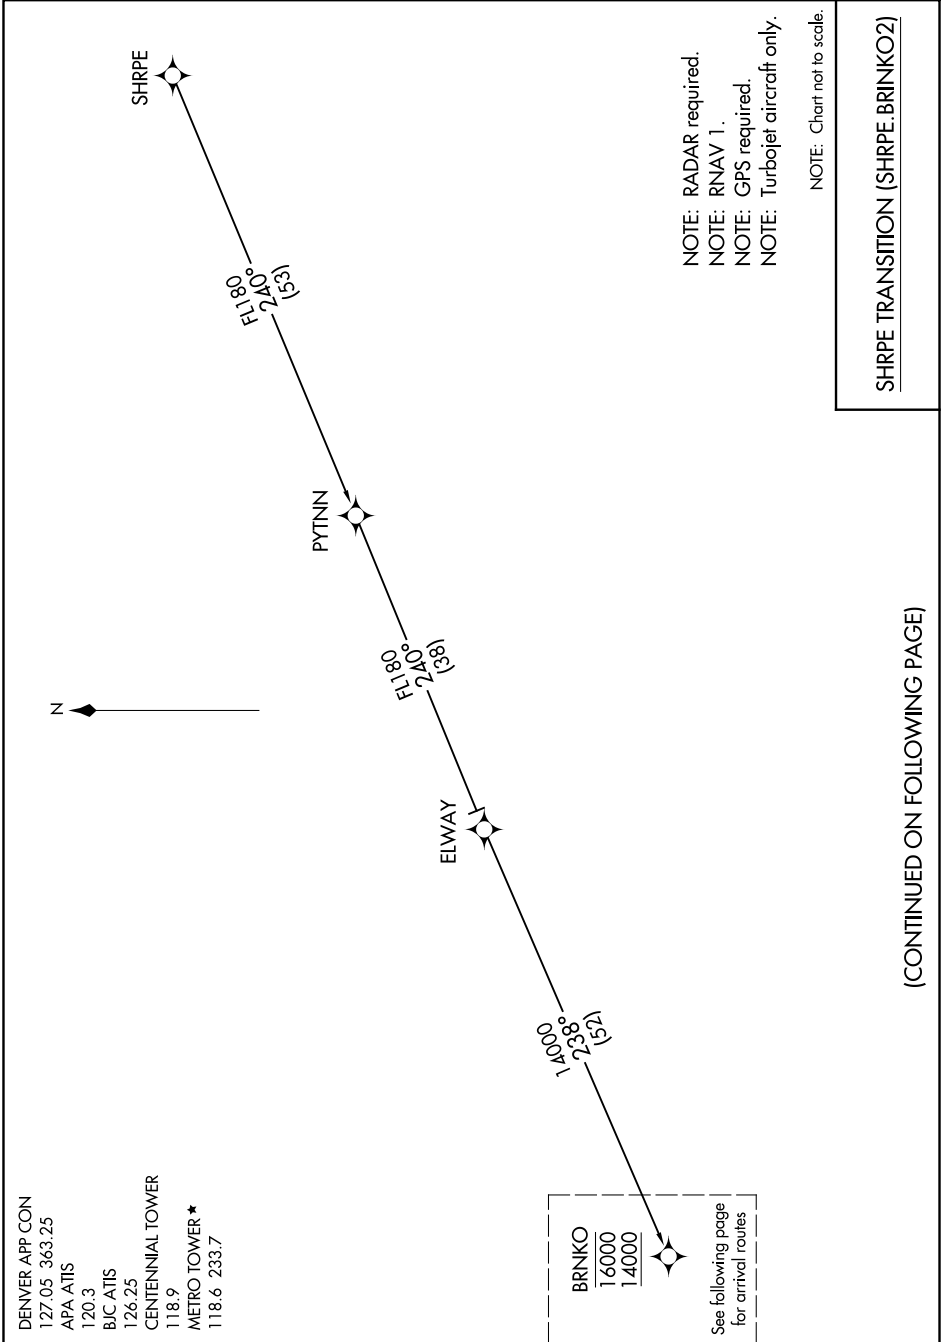 DENVER APP CON
127.05 363.25
APA ATIS
120.3
BJC ATIS
126.25
CENTENNIAL TOWER
118.9
METRO TOWER ★
118.6 233.7
N
SHRPE
FL180
240°
(53)
PYTNN
FL180
240°
(38)
ELWAY
14000
238°
(52)
BRNKO
16000
14000
See following page
for arrival routes
NOTE: RADAR required.
NOTE: RNAV 1.
NOTE: GPS required.
NOTE: Turbojet aircraft only.
NOTE: Chart not to scale.
SHRPE TRANSITION (SHRPE.BRINKO2)
(CONTINUED ON FOLLOWING PAGE)